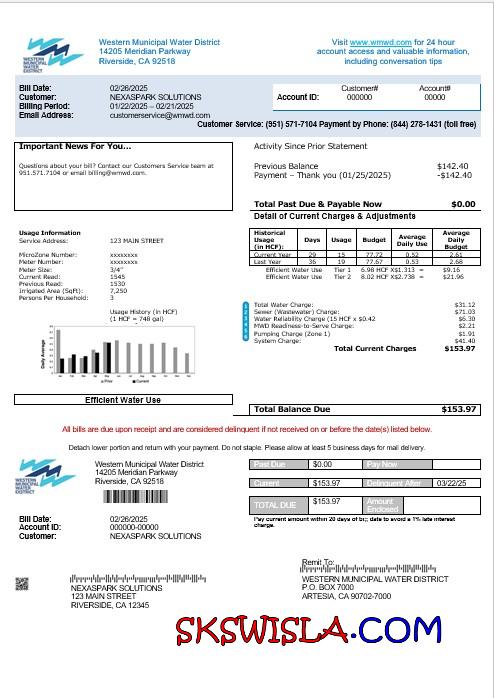 Western Municipal Water District
14205 Meridian Parkway
Riverside, CA 92518
Visit www.wmwd.com for 24 hour
account access and valuable information,
including conversation tips
WESTERN
MUNICIPAL
WATER
DISTRICT
Bill Date: 02/26/2025
Customer: NEXASPARK SOLUTIONS
Billing Period: 01/22/2025 – 02/21/2025
Email Address: customerservice@wmwd.com
Customer# Account#
Account ID: 000000 00000
Customer Service: (951) 571-7104 Payment by Phone: (844) 278-1431 (toll free)
Important News For You...
Questions about your bill? Contact our Customers Service team at
951.571.7104 or email billing@wmwd.com.
Activity Since Prior Statement
Previous Balance $142.40
Payment – Thank you (01/25/2025) -$142.40
Total Past Due & Payable Now $0.00
Detail of Current Charges & Adjustments
Usage Information
Service Address: 123 MAIN STREET
MicroZone Number: xxxxxxxx
Meter Number: xxxxxxxx
Meter Size: 3/4"
Current Read: 1545
Previous Read: 1530
Irrigated Area(SqFt) 7,250
Persons Per Household: 3
Usage History (in HCF)
(1 HCF = 748 gal)
Daily Average
Prior Current
Efficient Water Use
Historical Usage (in HCF): Days Usage Budget Average Daily Use Average Daily Budget
Current Year 29 15 77.72 0.52 2.61
Last Year 36 19 77.67 0.53 2.68
Efficient Water Use Tier 1 6.98 HCF X$1.313 = $9.16
Efficient Water Use Tier 2 8.02 HCF X$2.738 = $21.96
1
2
3
4
5
6
Total Water Charge: $31.12
Sewer (Wastewater) Charge: $71.03
Water Reliability Charge (15 HCF x $0.42 $6.30
MWD Readiness-to-Serve Charge: $2.21
Pumping Charge (Zone 1) $1.91
System Charge: $41.40
Total Current Charges $153.97
Total Balance Due $153.97
All bills are due upon receipt and are considered delinquent if not received on or before the date(s) listed below.
Detach lower portion and return with your payment. Do not staple. Please allow at least 5 business days for mail delivery.
WESTERN
MUNICIPAL
WATER
DISTRICT
Western Municipal Water District
14205 Meridian Parkway
Riverside, CA 92518
Past Due $0.00 Pay Now
Current $153.97 Delinquent After 03/22/25
TOTAL DUE $153.97 Amount Enclosed
Pay current amount within 20 days of bill date to avoid a 1% late interest
charge.
Bill Date: 02/26/2025
Account ID: 000000-00000
Customer: NEXASPARK SOLUTIONS
NEXASPARK SOLUTIONS
123 MAIN STREET
RIVERSIDE, CA 12345
Remit To:
WESTERN MUNICIPAL WATER DISTRICT
P.O. BOX 7000
ARTESIA, CA 90702-7000
SKSWISLA.COM